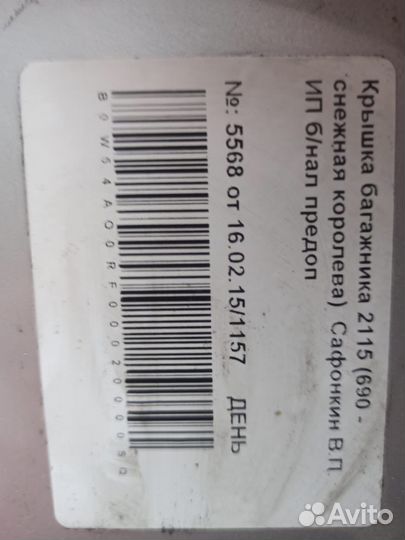 Крышка багажника 2115 (690 -
снежная королева) Сафонкин В.П.
ИП б/нал предоп
№: 5568 от 16.02.15/1157 ДЕНЬ
Avito